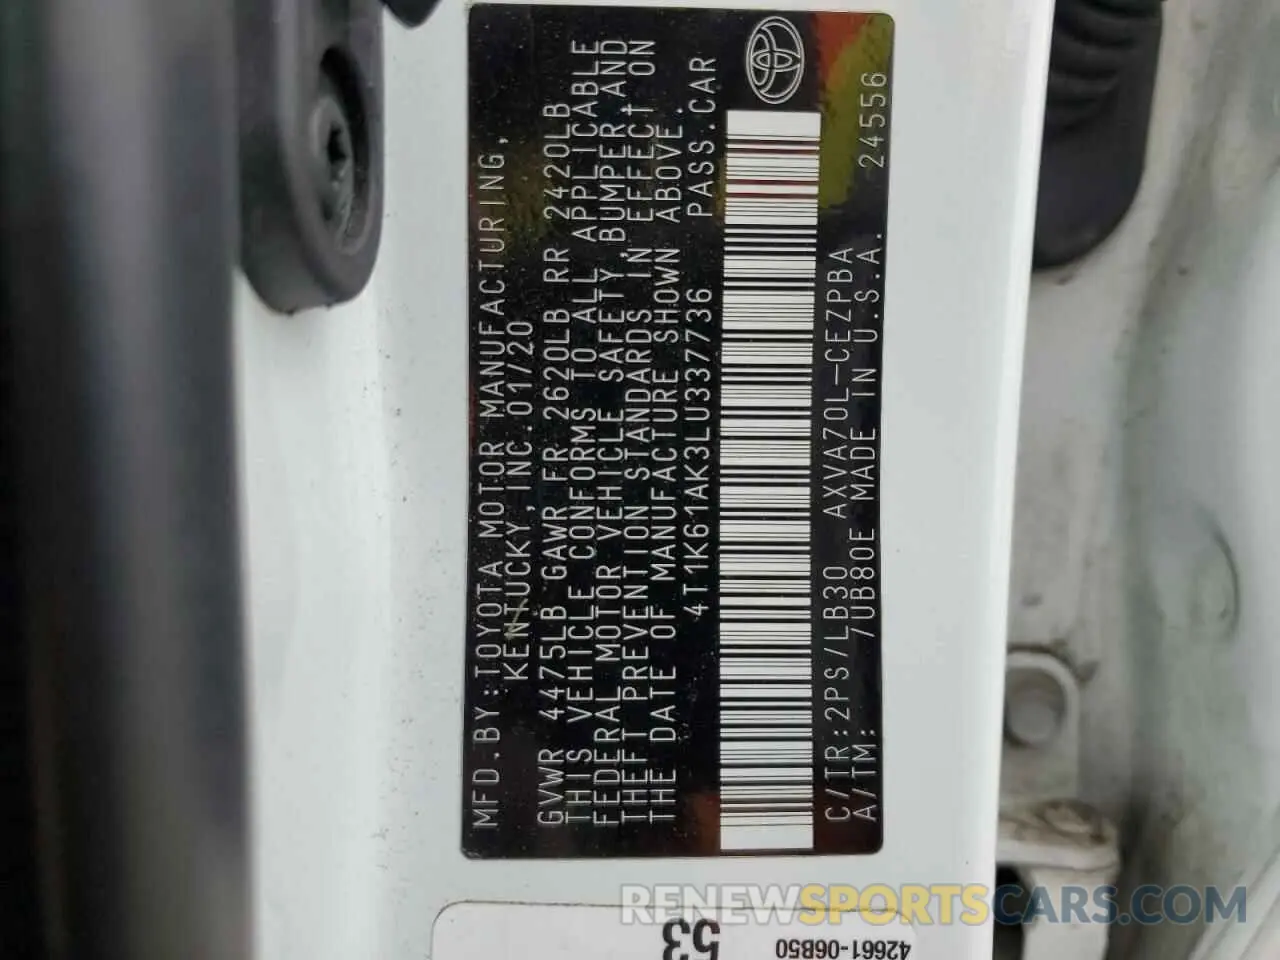 MFD.BY:TOYOTA MOTOR MANUFACTURING,
KENTUCKY,INC.01/20
GVWR 4475LB GAWR FR 2620LB RR 2420LB
THIS VEHICLE CONFORMS TO ALL APPLICABLE
FEDERAL MOTOR VEHICLE SAFETY,BUMPER,AND
THEFT PREVENTION STANDARDS IN EFFECT ON
THE DATE OF MANUFACTURE SHOWN ABOVE.
4T1K61AK3LU337736 PASS.CAR
C/TR:2PS/LB30 AXVA70L-CEZPBA
A/TM: /UB80E MADE IN U.S.A. 24556
53
42661-06B50
RENEWSPORTSCARS.COM